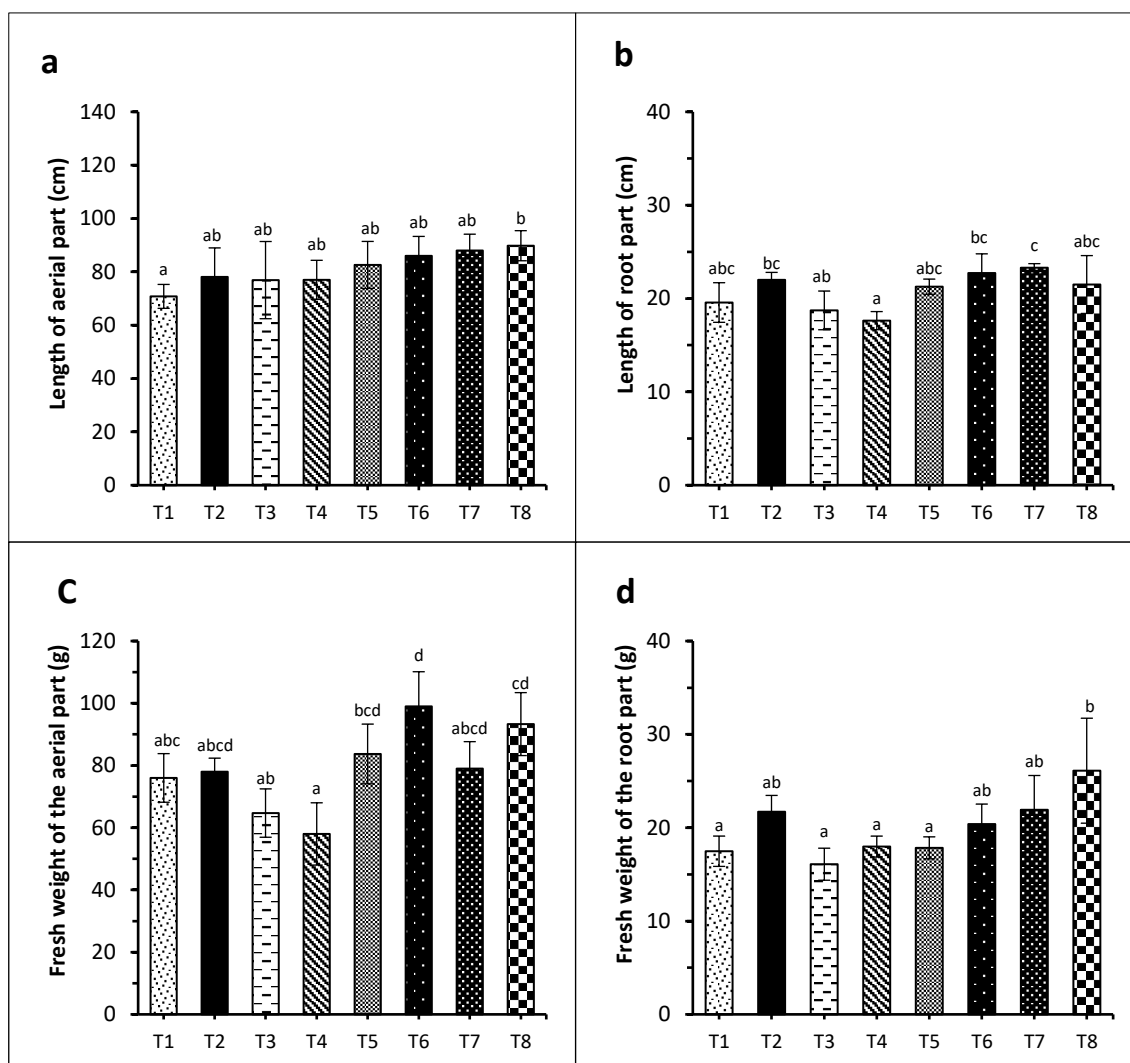 a
Length of aerial part (cm)
140
120
100
80
60
40
20
0
a
ab
ab
ab
ab
ab
ab
b
T1 T2 T3 T4 T5 T6 T7 T8
b
Length of root part (cm)
40
30
20
10
0
abc
bc
ab
a
abc
bc
c
abc
T1 T2 T3 T4 T5 T6 T7 T8
C
Fresh weight of the aerial part (g)
120
100
80
60
40
20
0
abc
abcd
ab
a
bcd
d
abcd
cd
T1 T2 T3 T4 T5 T6 T7 T8
d
Fresh weight of the root part (g)
40
30
20
10
0
a
ab
a
a
a
ab
ab
b
T1 T2 T3 T4 T5 T6 T7 T8